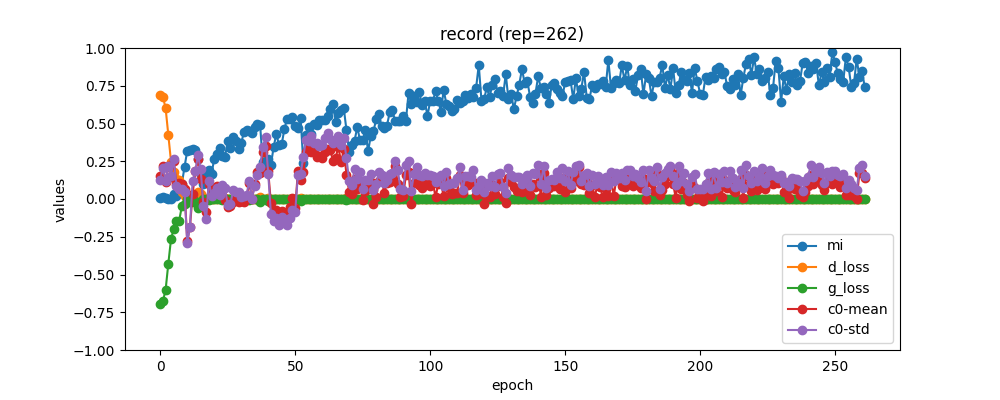 record (rep=262)
1.00
0.75
0.50
0.25
0.00
−0.25
−0.50
−0.75
−1.00
values
0 50 100 150 200 250
epoch
mi
d_loss
g_loss
c0-mean
c0-std